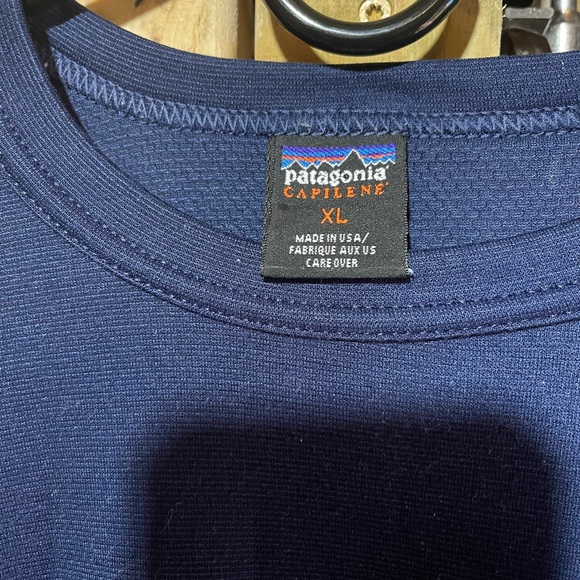 patagonia®
CAPILENE®
XL
MADE IN USA/
FABRIQUE AUX US
CARE OVER